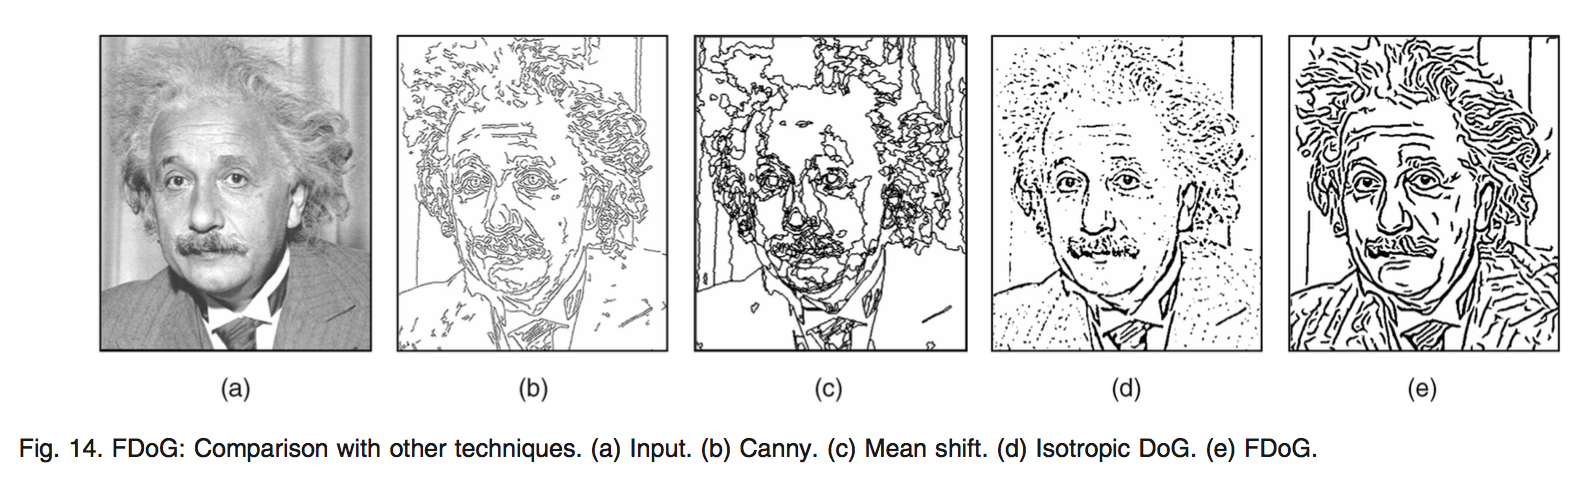 (a) (b) (c) (d) (e)
Fig. 14. FDoG: Comparison with other techniques. (a) Input. (b) Canny. (c) Mean shift. (d) Isotropic DoG. (e) FDoG.